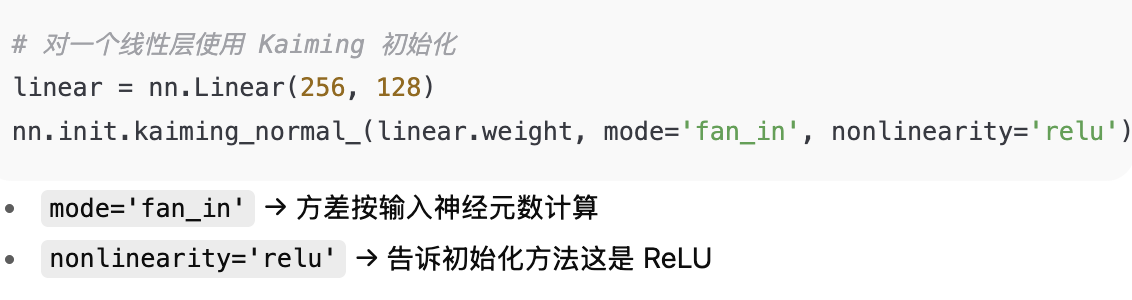 # 对一个线性层使用 Kaiming 初始化
linear = nn.Linear(256, 128)
nn.init.kaiming_normal_(linear.weight, mode='fan_in', nonlinearity='relu')
• mode='fan_in' → 方差按输入神经元数计算
• nonlinearity='relu' → 告诉初始化方法这是 ReLU